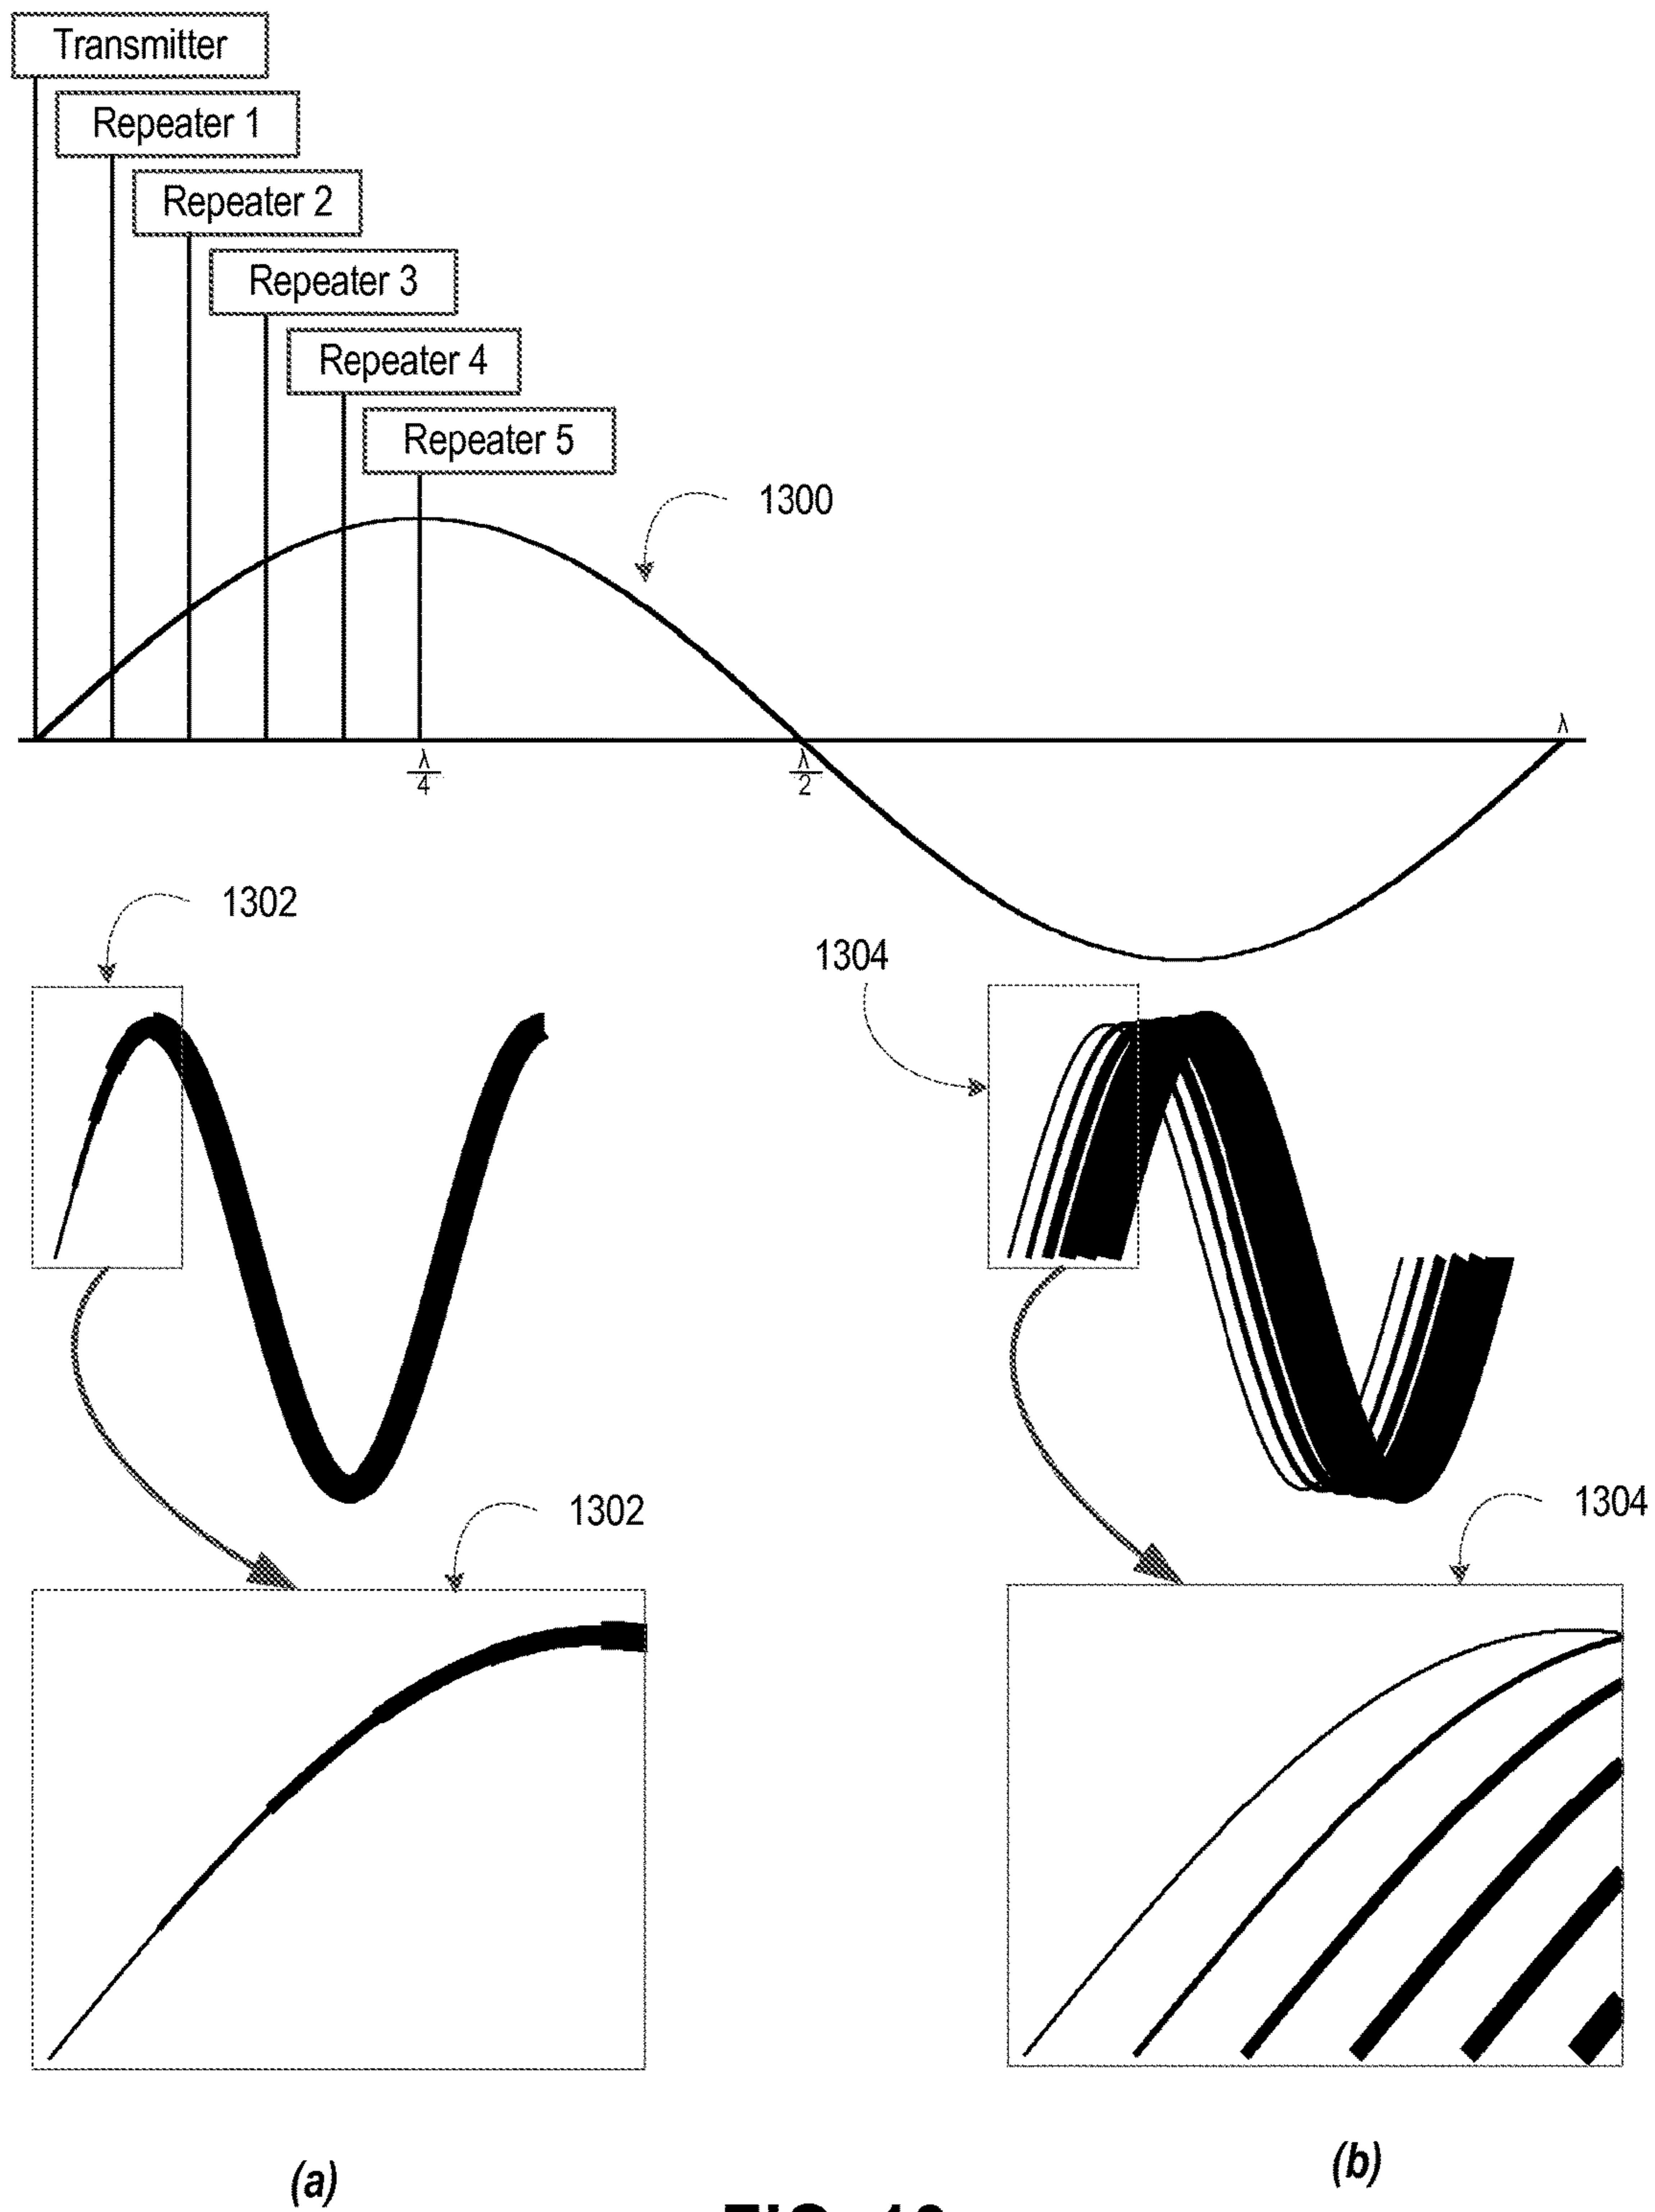 Transmitter
Repeater 1
Repeater 2
Repeater 3
Repeater 4
Repeater 5
1300
λ
λ
4
λ
2
1302
1304
1302
1304
(a)
(b)